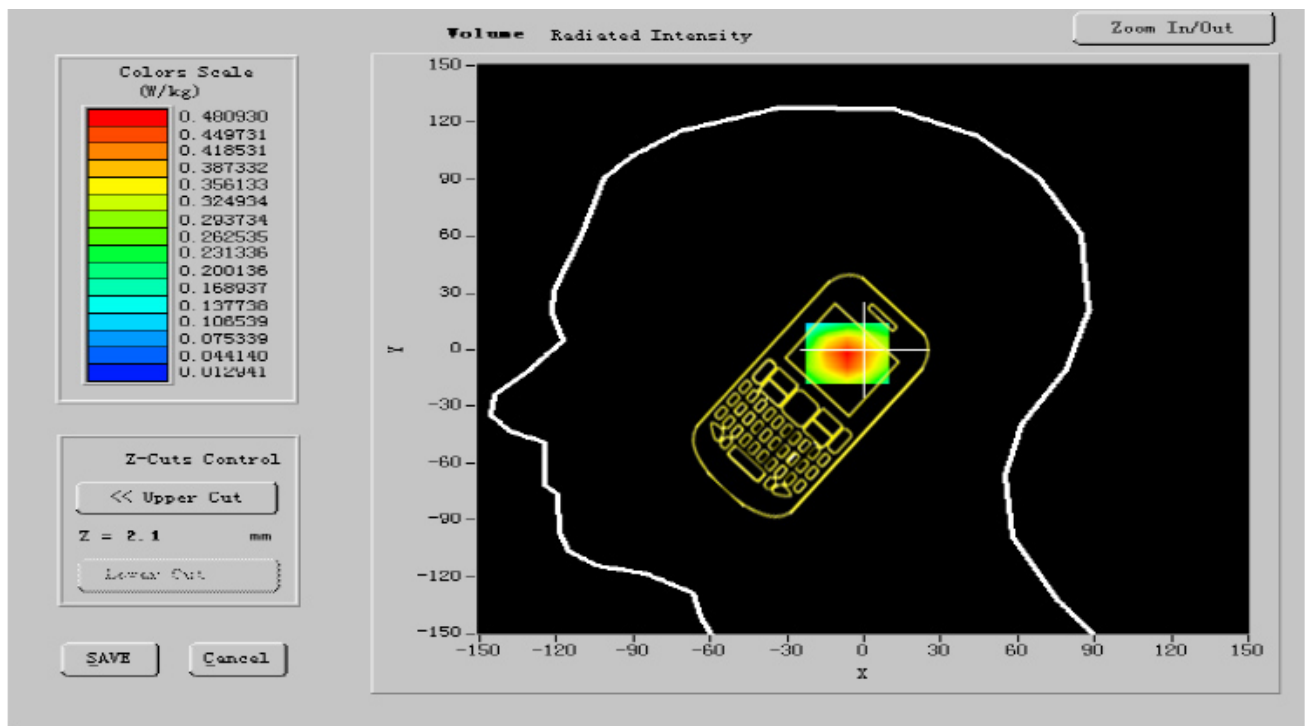 Volume Radiated Intensity
Zoom In/Out
Colors Scale
(W/kg)
0.480930
0.449731
0.418531
0.387332
0.356133
0.324934
0.293734
0.262535
0.231336
0.200136
0.168937
0.137738
0.106539
0.075339
0.044140
0.012941
Z-Cuts Control
<< Upper Cut
Z = 2.1 mm
Lower Cut
SAVE
Cancel
150
120
90
60
30
0
-30
-60
-90
-120
-150
Y
-150 -120 -90 -60 -30 0 30 60 90 120 150
X